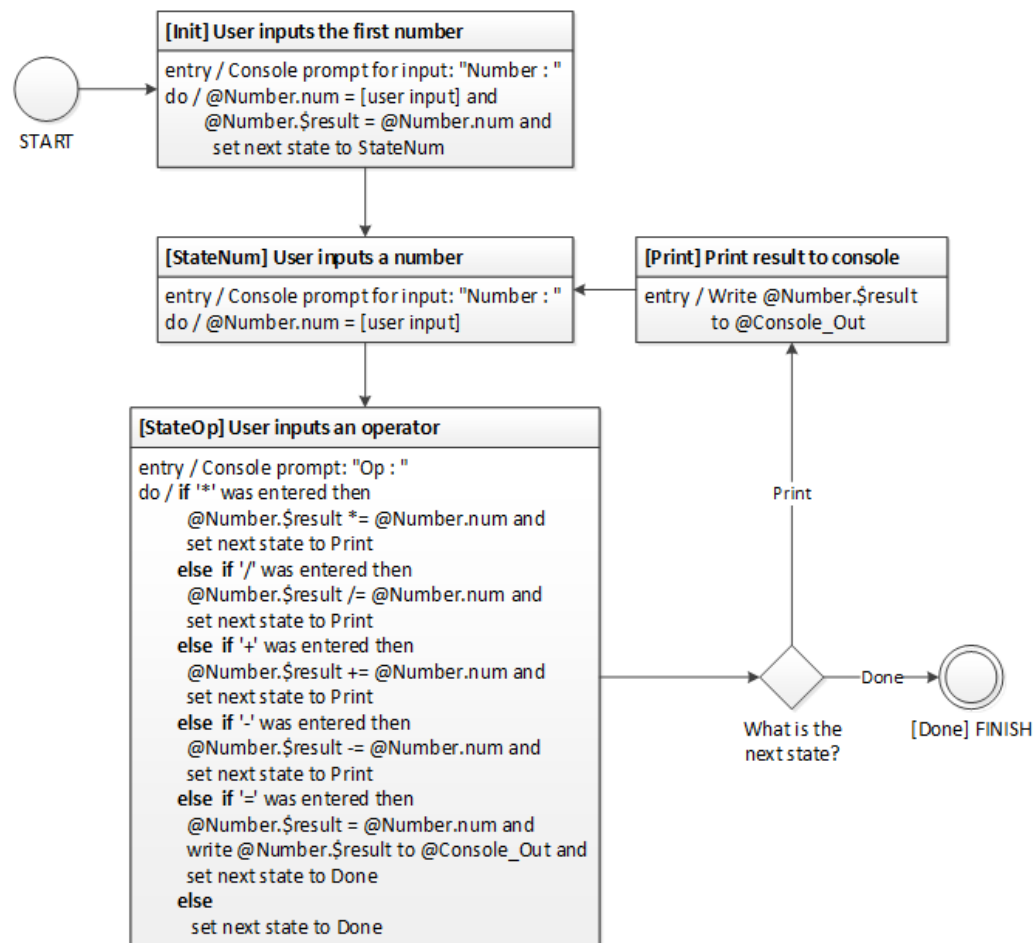 START
[Init] User inputs the first number
entry / Console prompt for input: "Number : "
do / @Number.num = [user input] and
@Number.$result = @Number.num and
set next state to StateNum
[StateNum] User inputs a number
entry / Console prompt for input: "Number : "
do / @Number.num = [user input]
[Print] Print result to console
entry / Write @Number.$result
to @Console_Out
[StateOp] User inputs an operator
entry / Console prompt: "Op : "
do / if '*' was entered then
@Number.$result *= @Number.num and
set next state to Print
else if '/' was entered then
@Number.$result /= @Number.num and
set next state to Print
else if '+' was entered then
@Number.$result += @Number.num and
set next state to Print
else if '-' was entered then
@Number.$result -= @Number.num and
set next state to Print
else if '=' was entered then
@Number.$result = @Number.num and
write @Number.$result to @Console_Out and
set next state to Done
else
set next state to Done
Print
Done
What is the
next state?
[Done] FINISH